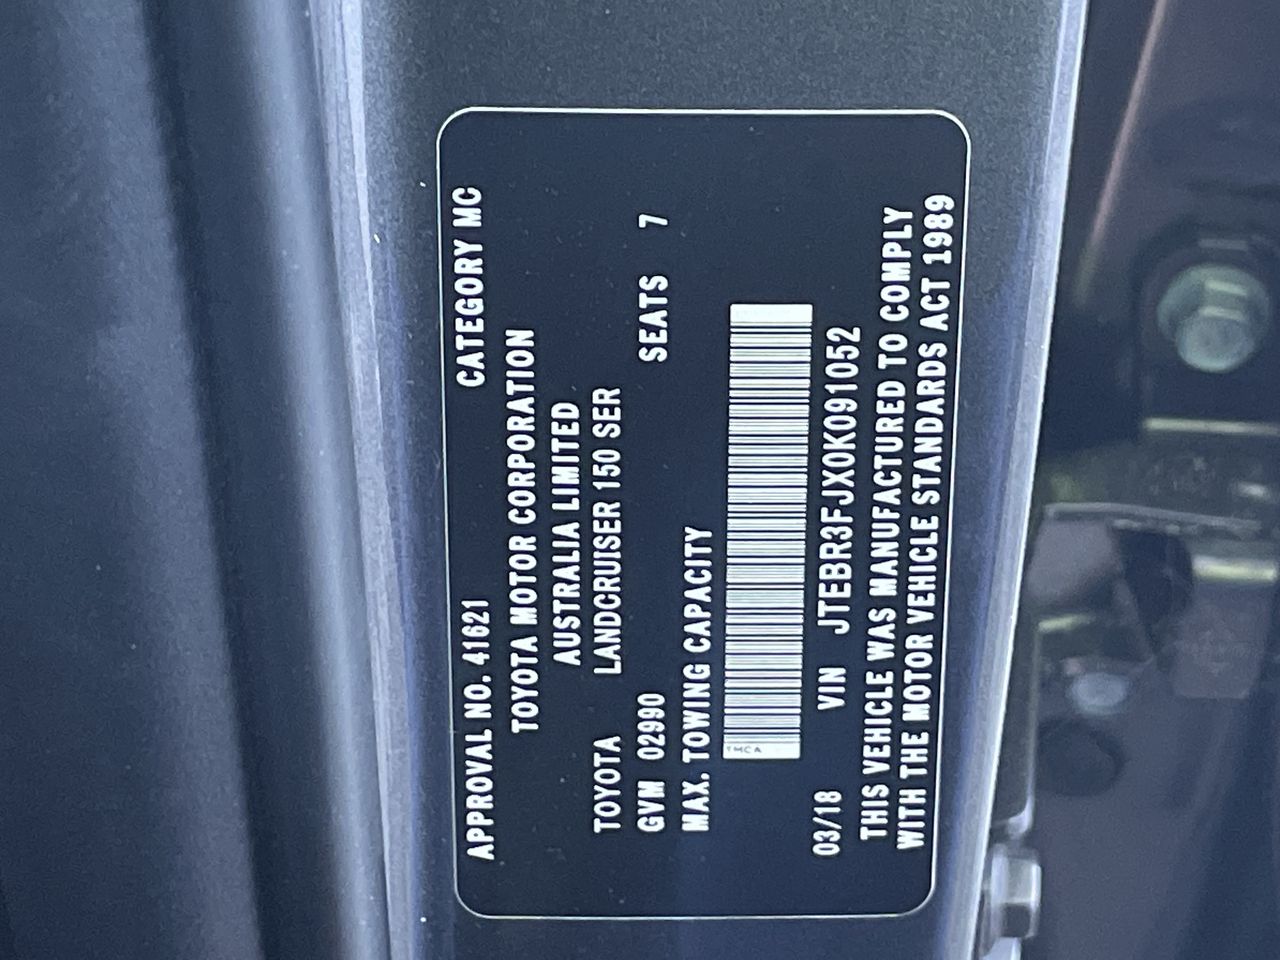 APPROVAL NO. 41621 CATEGORY MC
TOYOTA MOTOR CORPORATION
AUSTRALIA LIMITED
TOYOTA LANDCRUISER 150 SER
GVM 02990 SEATS 7
MAX. TOWING CAPACITY
TMCA
03/18 VIN JTEBR3FJX0K091052
THIS VEHICLE WAS MANUFACTURED TO COMPLY
WITH THE MOTOR VEHICLE STANDARDS ACT 1989